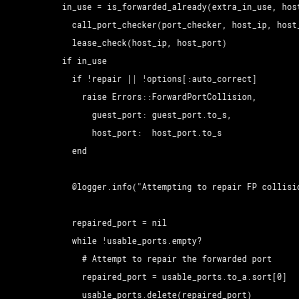 in_use = is_forwarded_already(extra_in_use, host
call_port_checker(port_checker, host_ip, host_
lease_check(host_ip, host_port)
if in_use
if !repair || !options[:auto_correct]
raise Errors::ForwardPortCollision,
guest_port: guest_port.to_s,
host_port:  host_port.to_s
end
@logger.info("Attempting to repair FP collisio
repaired_port = nil
while !usable_ports.empty?
# Attempt to repair the forwarded port
repaired_port = usable_ports.to_a.sort[0]
usable_ports.delete(repaired_port)